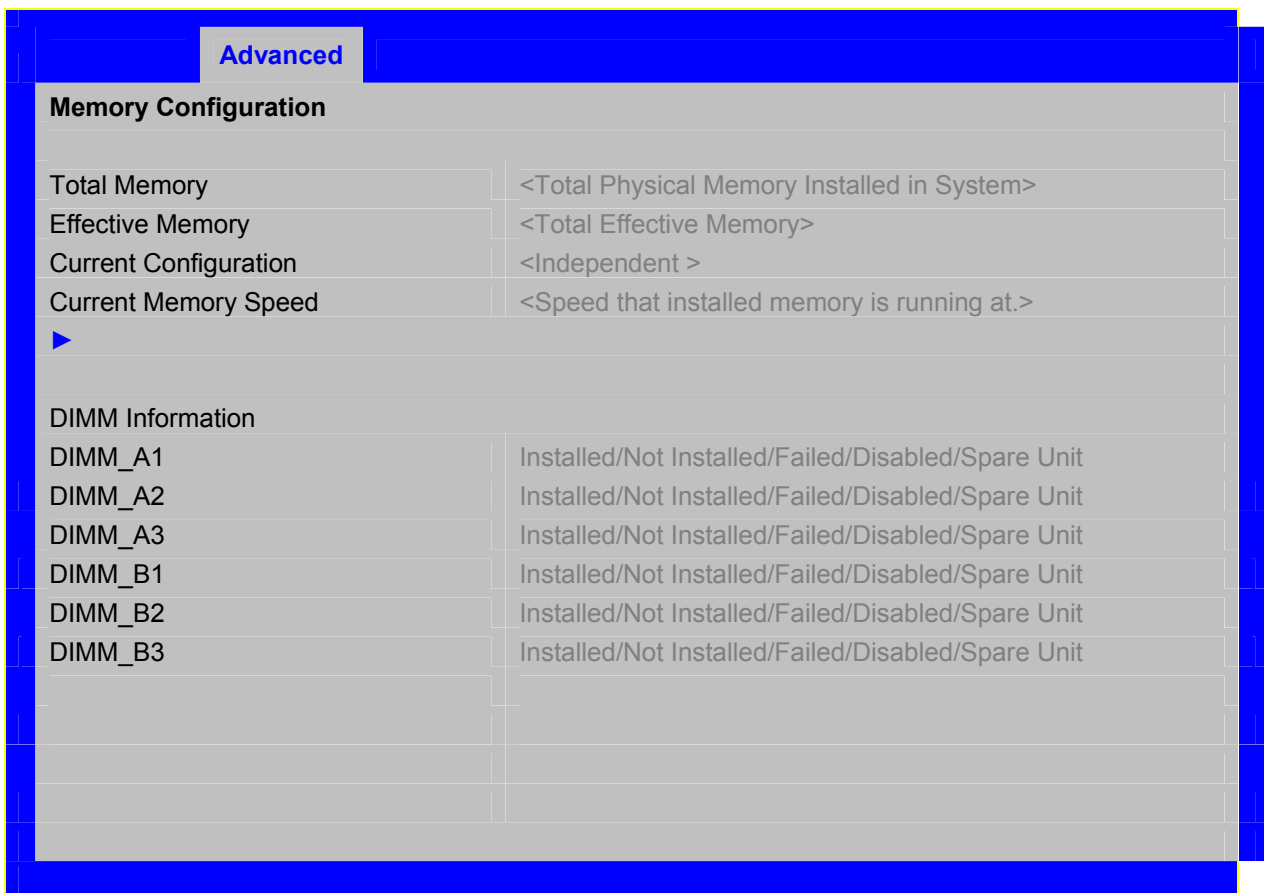 Advanced
Memory Configuration
Total Memory <Total Physical Memory Installed in System>
Effective Memory <Total Effective Memory>
Current Configuration <Independent >
Current Memory Speed <Speed that installed memory is running at.>
►
DIMM Information
DIMM_A1 Installed/Not Installed/Failed/Disabled/Spare Unit
DIMM_A2 Installed/Not Installed/Failed/Disabled/Spare Unit
DIMM_A3 Installed/Not Installed/Failed/Disabled/Spare Unit
DIMM_B1 Installed/Not Installed/Failed/Disabled/Spare Unit
DIMM_B2 Installed/Not Installed/Failed/Disabled/Spare Unit
DIMM_B3 Installed/Not Installed/Failed/Disabled/Spare Unit